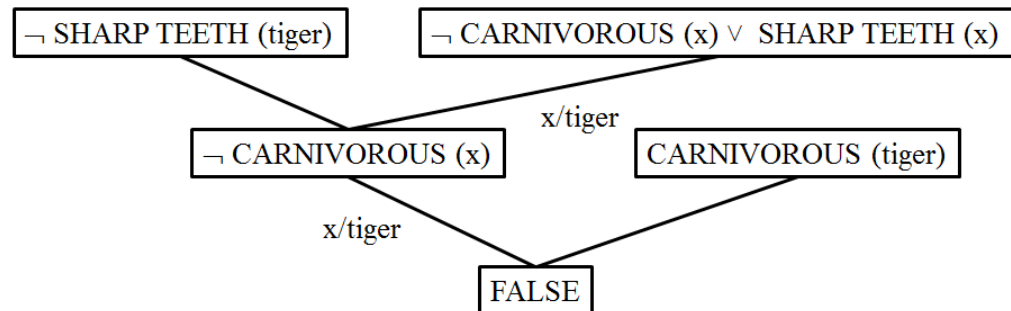 ¬ SHARP TEETH (tiger)
¬ CARNIVOROUS (x) ∨ SHARP TEETH (x)
x/tiger
¬ CARNIVOROUS (x)
CARNIVOROUS (tiger)
x/tiger
FALSE